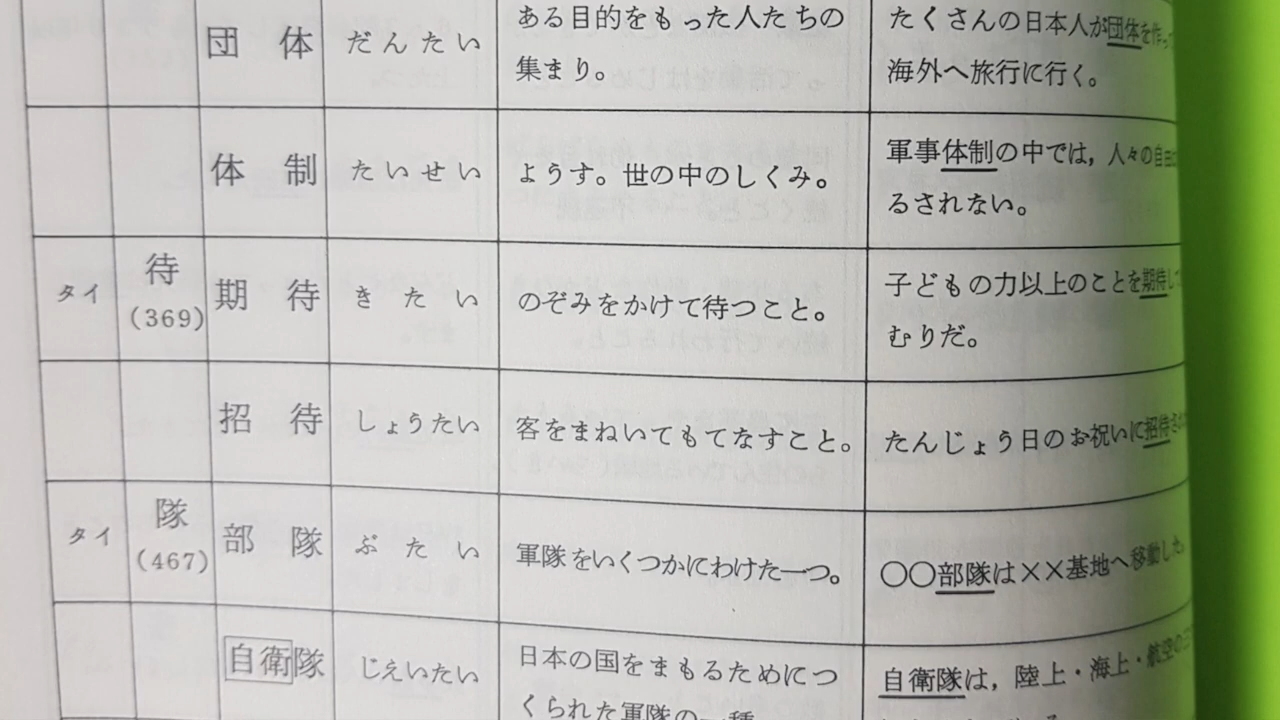 団体 だんたい ある目的をもった人たちの たくさんの日本人が団体を作っ
集まり。 海外へ旅行に行く。
体制 たいせい ようす。世の中のしくみ。 軍事体制の中では，人々の自由は
るされない。
タイ 待 期待 きたい のぞみをかけて待つこと。 子どもの力以上のことを期待して
(369) むりだ。
招待 しょうたい 客をまねいてもてなすこと。 たんじょう日のお祝いに招待
タイ 隊 部隊 ぶたい 軍隊をいくつかにわけた一つ。 〇〇部隊は××基地へ移動した。
(467)
自衛隊 じえいたい 日本の国をまもるためにつ 自衛隊は，陸上・海上・航空の
くられた軍隊の一種